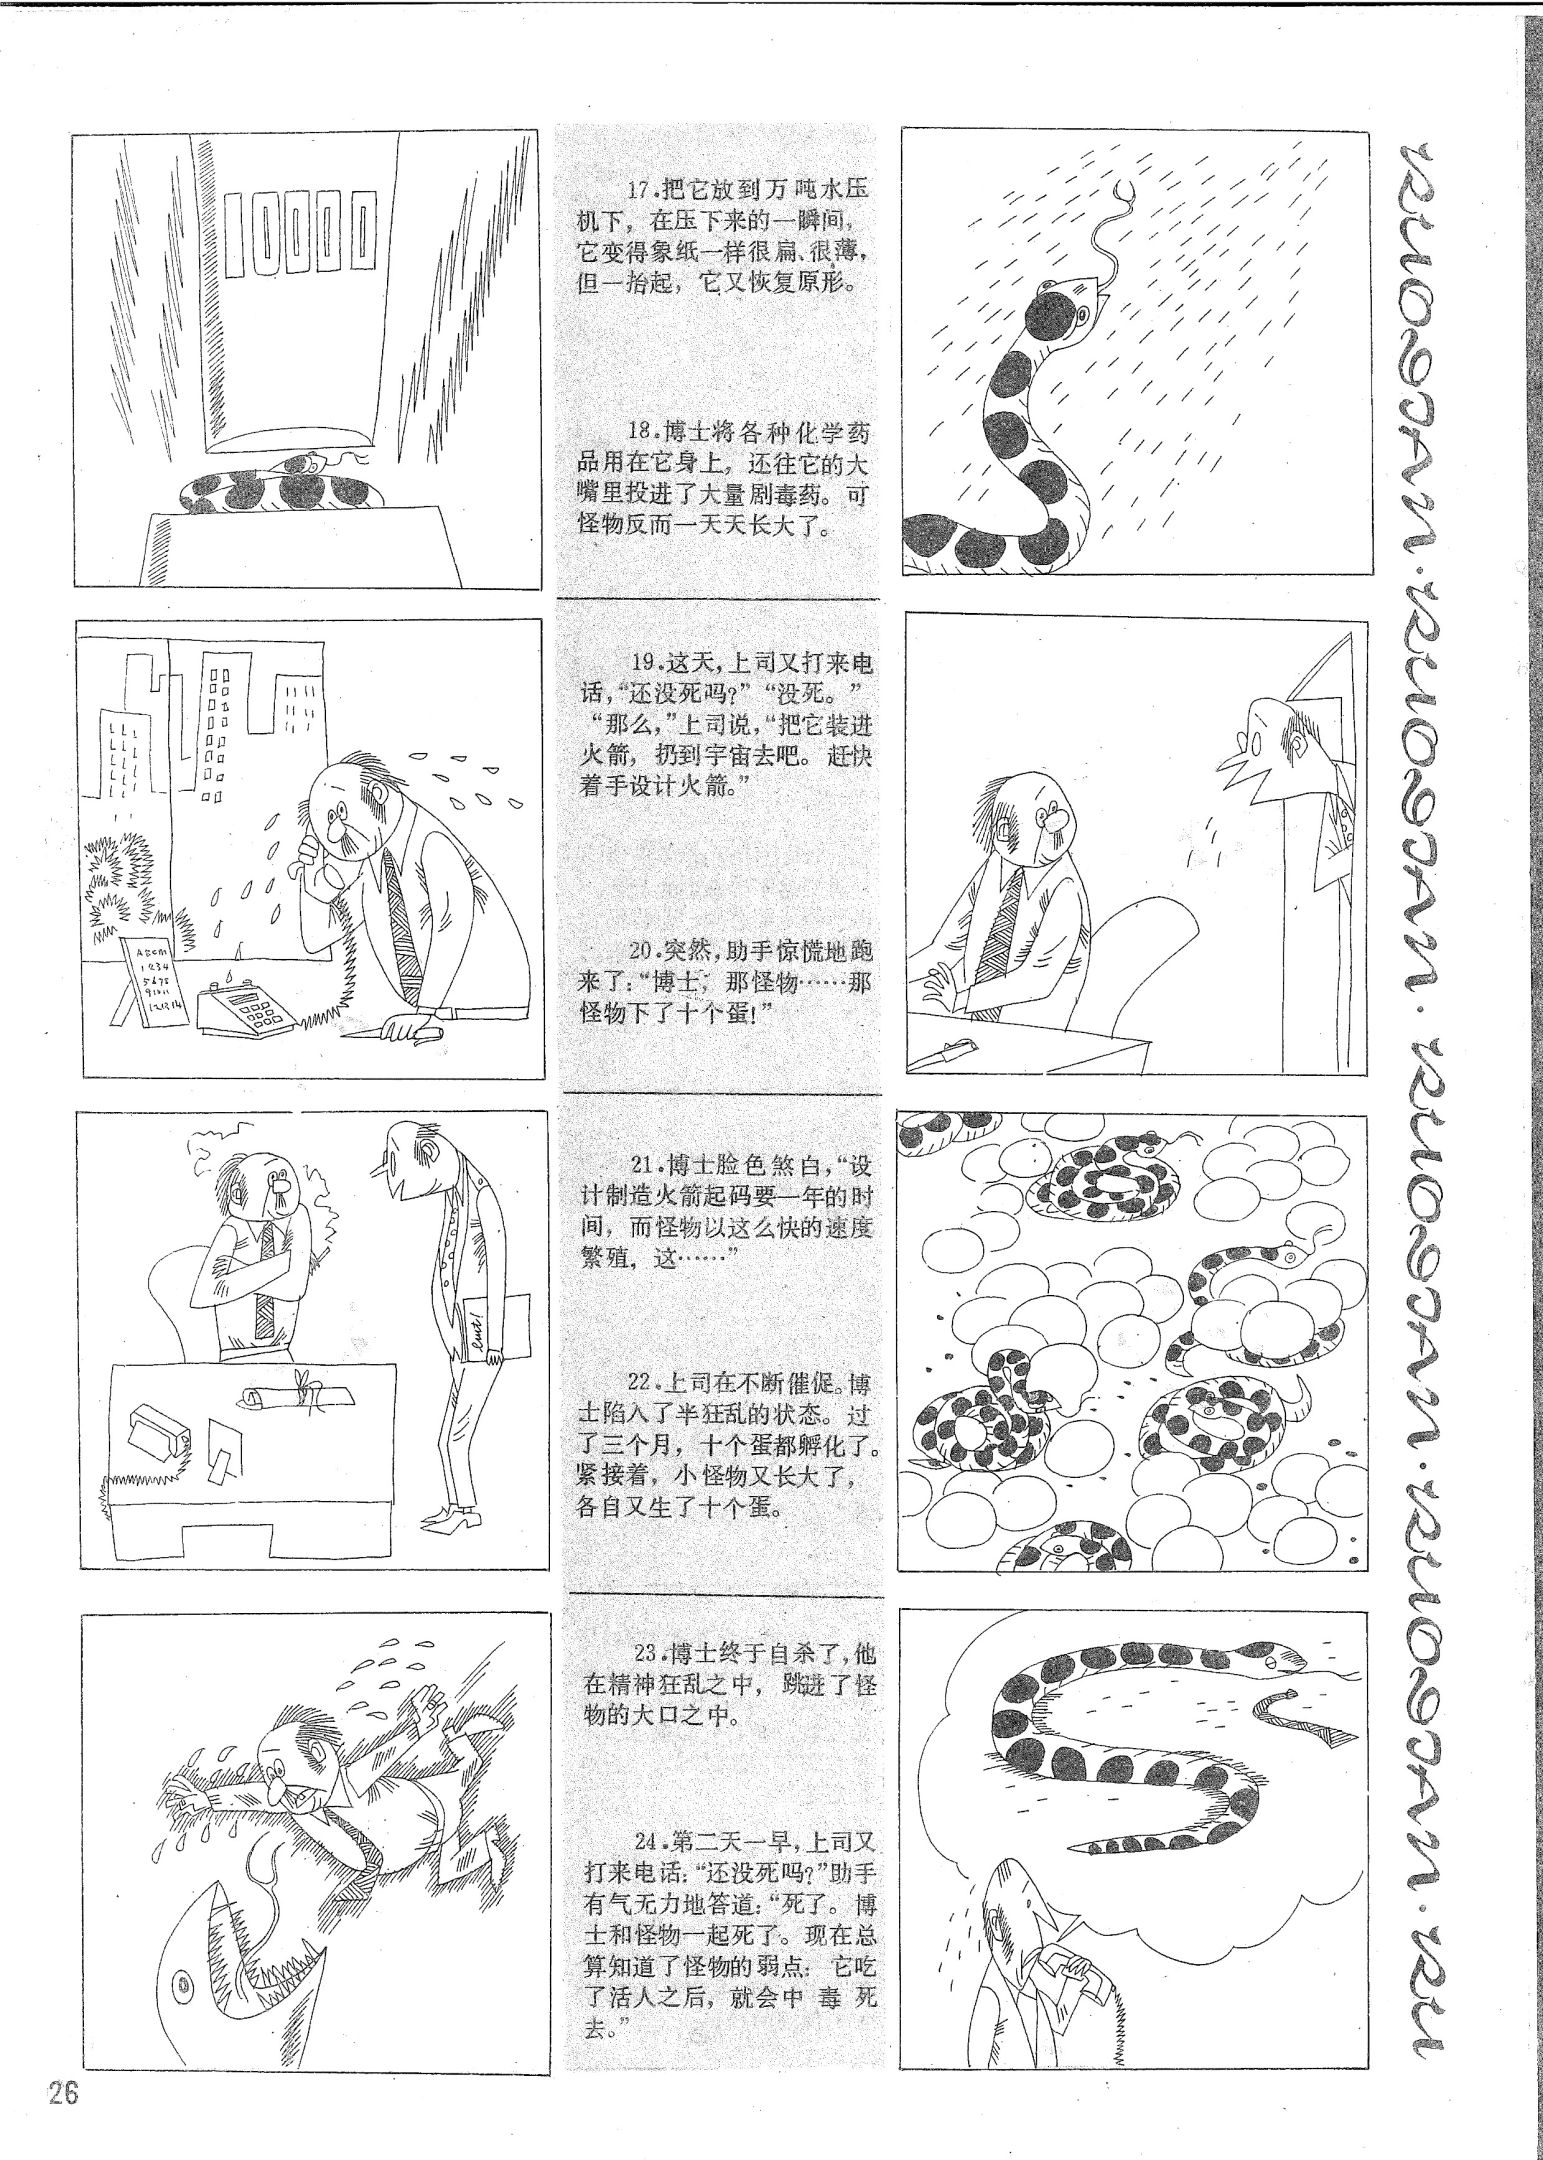 17.把它放到万吨水压
机下，在压下来的一瞬间，
它变得象纸一样很扁、很薄，
但一抬起，它又恢复原形。
18.博士将各种化学药
品用在它身上，还往它的大
嘴里投进了大量剧毒药。可
怪物反而一天天长大了。
19.这天，上司又打来电
话，“还没死吗？”“没死。”
“那么，”上司说，“把它装进
火箭，扔到宇宙去吧。赶快
着手设计火箭。”
20.突然，助手惊慌地跑
来了：“博士，那怪物……那
怪物下了十个蛋！”
21.博士脸色煞白，“设
计制造火箭起码要一年的时
间，而怪物以这么快的速度
繁殖，这……”
22.上司在不断催促。博
士陷入了半狂乱的状态。过
了三个月，十个蛋都孵化了。
紧接着，小怪物又长大了，
各自又生了十个蛋。
23.博士终于自杀了，他
在精神狂乱之中，跳进了怪
物的大口之中。
24.第二天一早，上司又
打来电话：“还没死吗？”助手
有气无力地答道：“死了。博
士和怪物一起死了。现在总
算知道了怪物的弱点：它吃
了活人之后，就会中毒死
去。”
10000
1234
5678
26